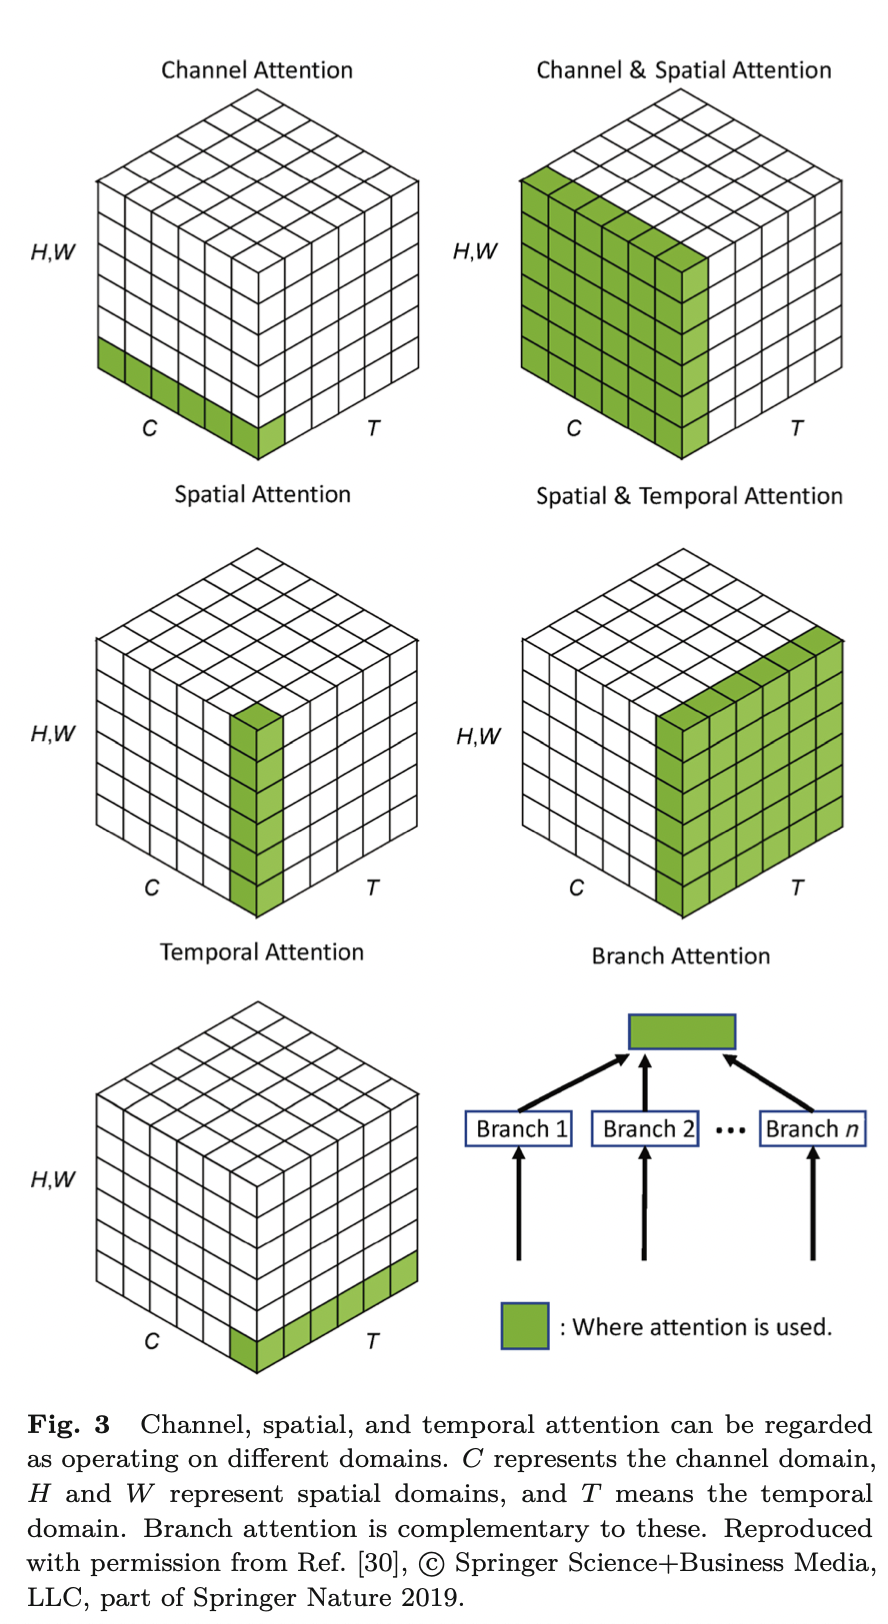 Channel Attention
H,W
C
T
Channel & Spatial Attention
H,W
C
T
Spatial Attention
H,W
C
T
Spatial & Temporal Attention
H,W
C
T
Temporal Attention
H,W
C
T
Branch Attention
Branch 1
Branch 2
...
Branch n
: Where attention is used.
Fig. 3 Channel, spatial, and temporal attention can be regarded
as operating on different domains. C represents the channel domain,
H and W represent spatial domains, and T means the temporal
domain. Branch attention is complementary to these. Reproduced
with permission from Ref. [30], © Springer Science+Business Media,
LLC, part of Springer Nature 2019.